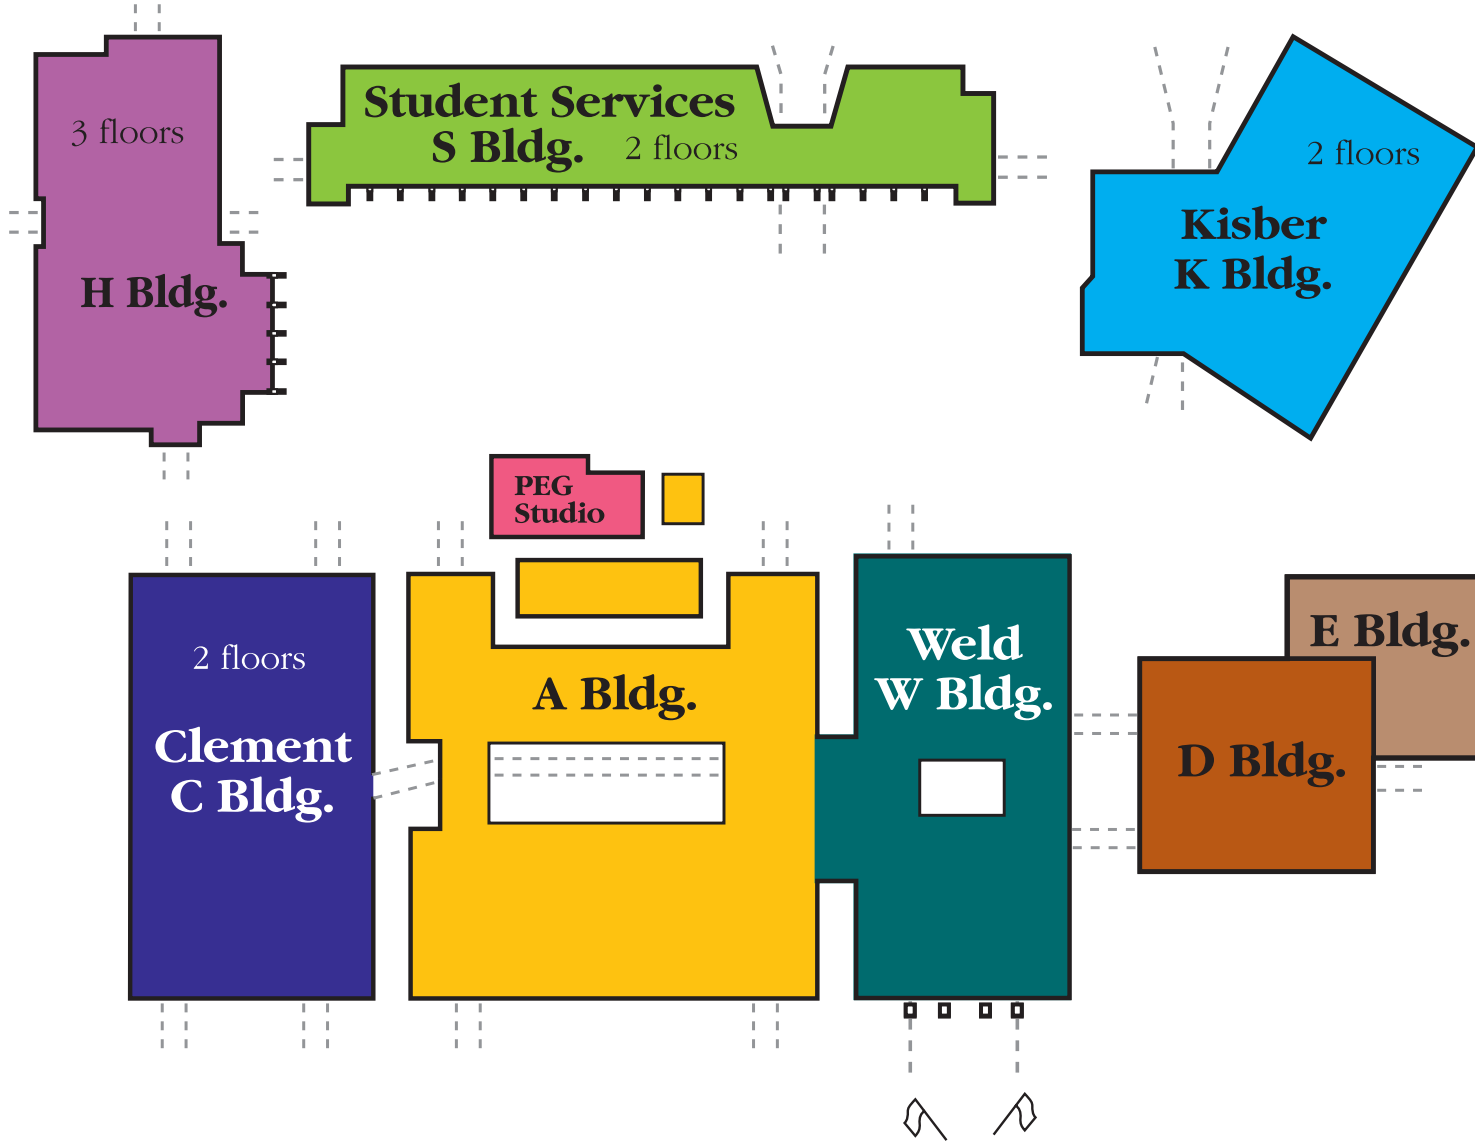 3 floors
H Bldg.
Student Services
S Bldg. 2 floors
2 floors
Kisber
K Bldg.
PEG
Studio
2 floors
Clement
C Bldg.
A Bldg.
Weld
W Bldg.
E Bldg.
D Bldg.